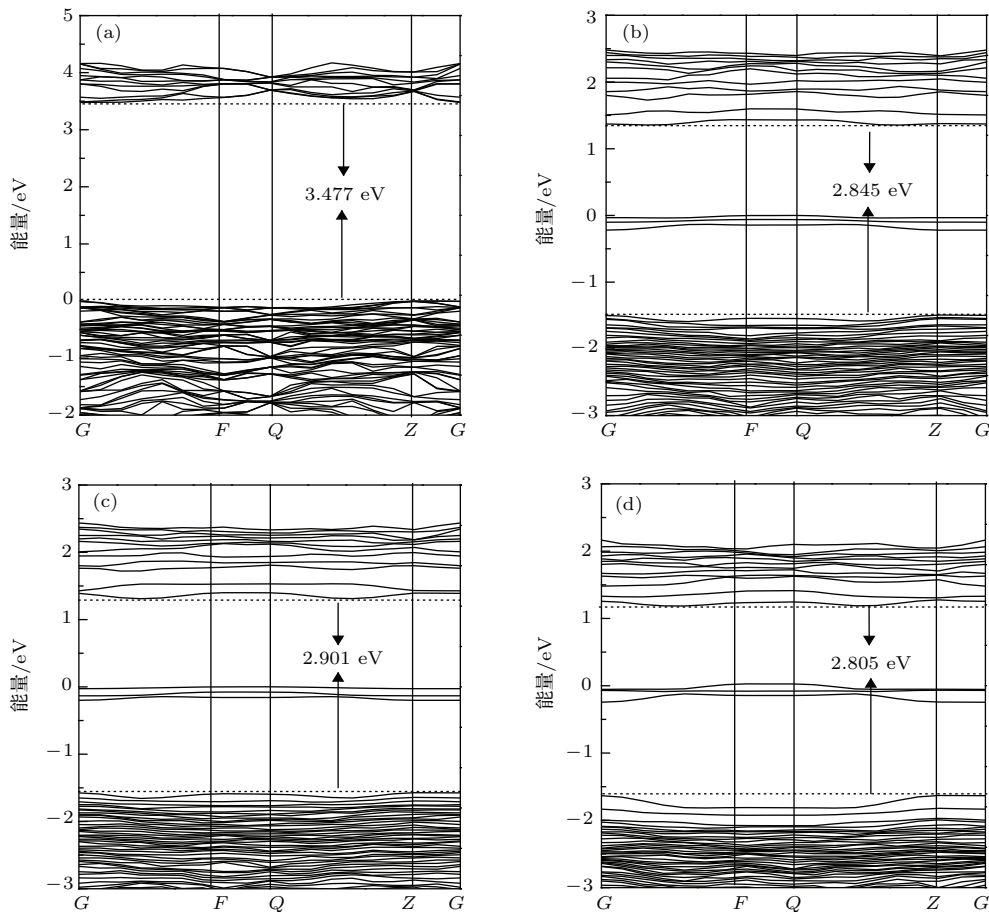 (a)
5
4
3
2
1
0
−1
−2
能量/eV
3.477 eV
G F Q Z G
(b)
3
2
1
0
−1
−2
−3
能量/eV
2.845 eV
G F Q Z G
(c)
3
2
1
0
−1
−2
−3
能量/eV
2.901 eV
G F Q Z G
(d)
3
2
1
0
−1
−2
−3
能量/eV
2.805 eV
G F Q Z G